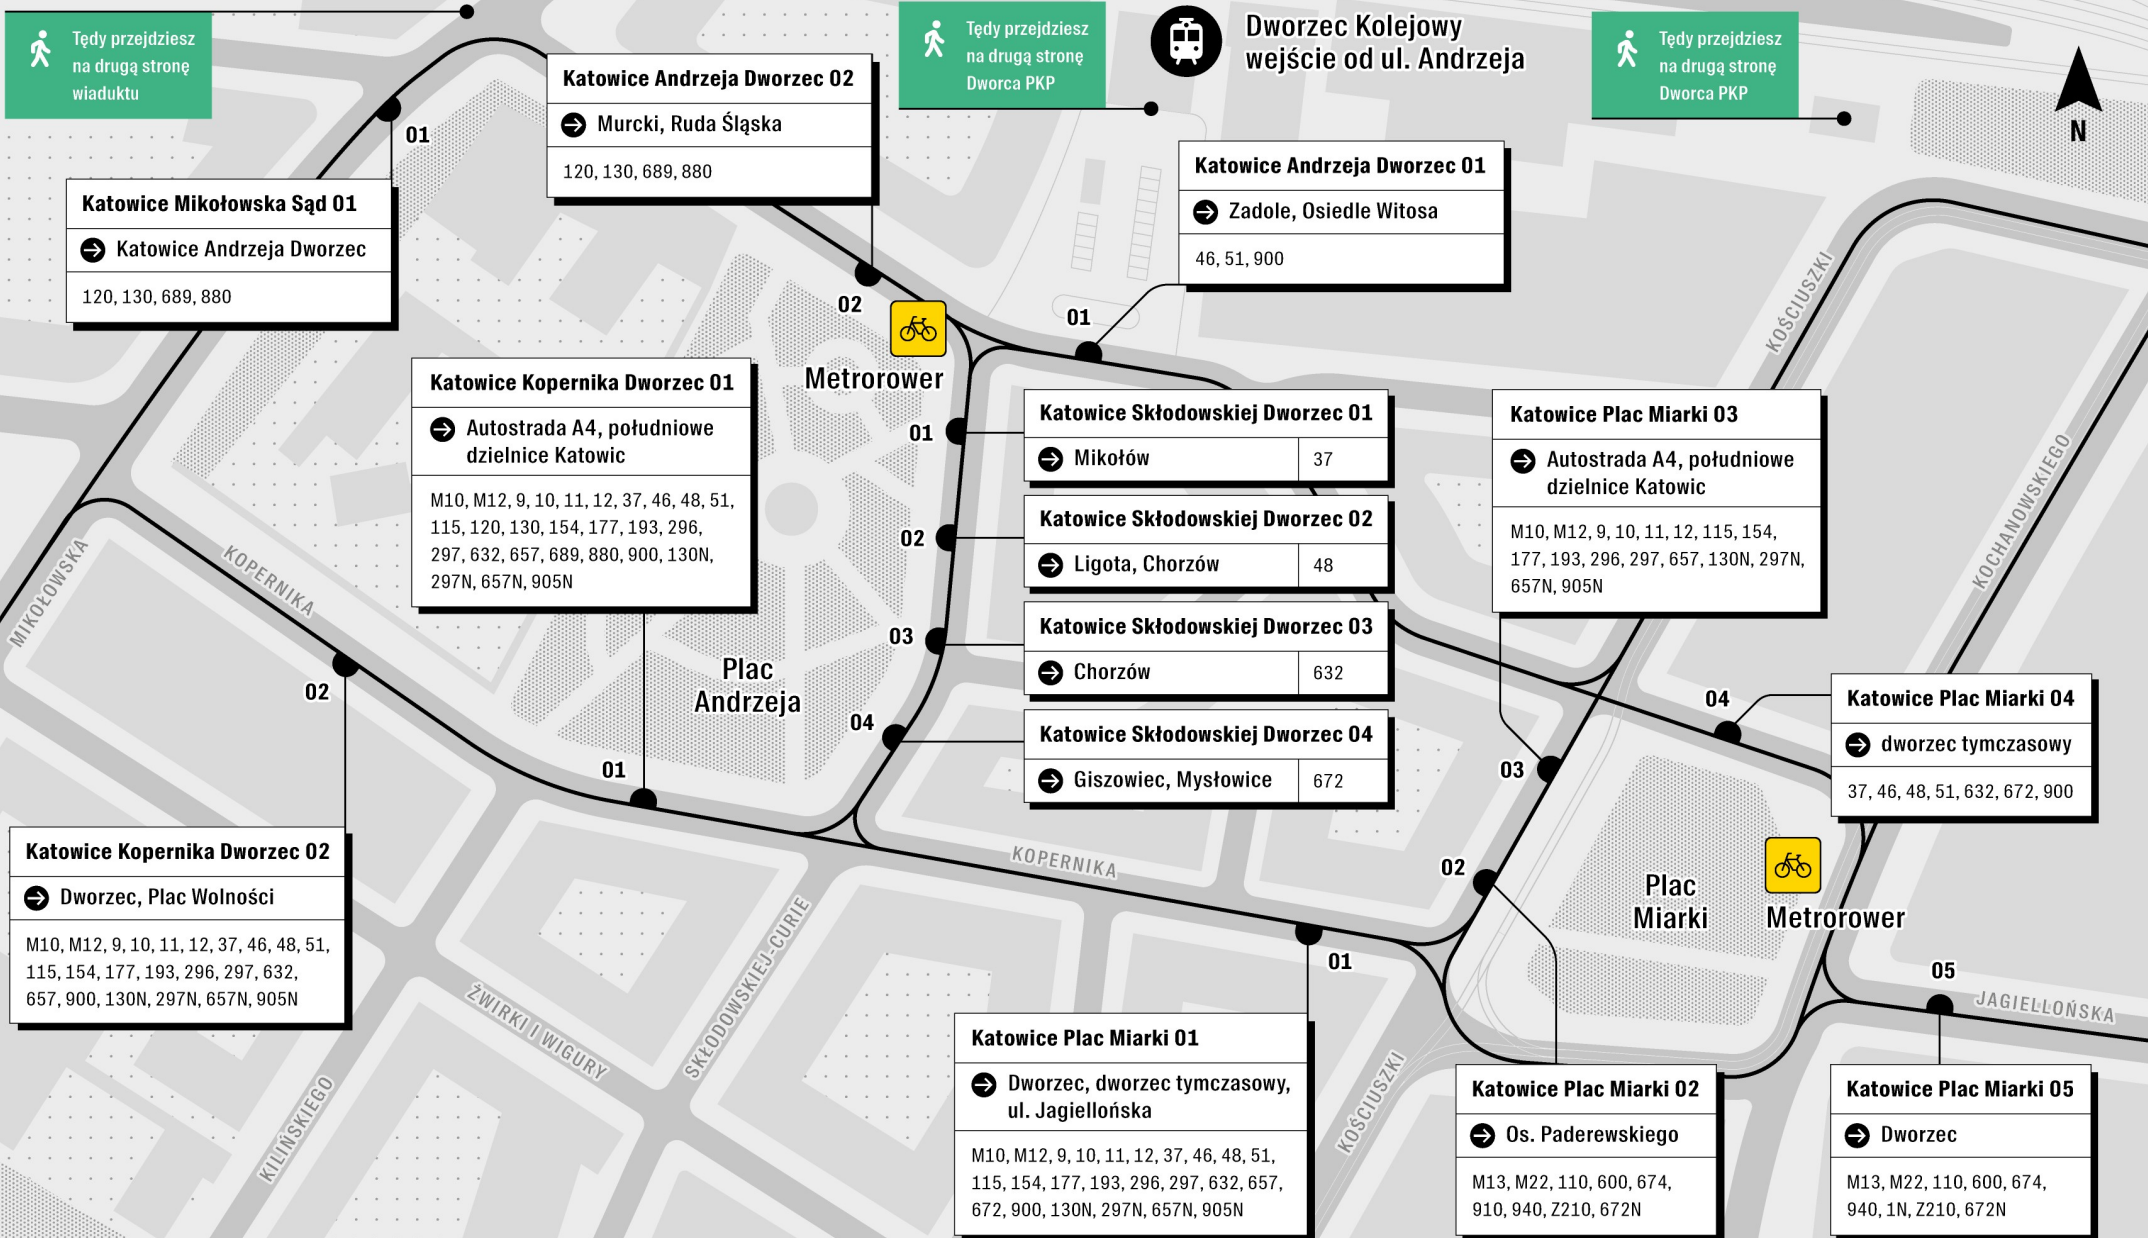 Tędy przejdziesz
na drugą stronę
wiaduktu
Tędy przejdziesz
na drugą stronę
Dworca PKP
Dworzec Kolejowy
wejście od ul. Andrzeja
Tędy przejdziesz
na drugą stronę
Dworca PKP
N
Katowice Andrzeja Dworzec 02
Murcki, Ruda Śląska
120, 130, 689, 880
01
Katowice Mikołowska Sąd 01
Katowice Andrzeja Dworzec
120, 130, 689, 880
Katowice Andrzeja Dworzec 01
Zadole, Osiedle Witosa
46, 51, 900
02
01
Metrorower
KOŚCIUSZKI
Katowice Kopernika Dworzec 01
Autostrada A4, południowe
dzielnice Katowic
M10, M12, 9, 10, 11, 12, 37, 46, 48, 51,
115, 120, 130, 154, 177, 193, 296,
297, 632, 657, 689, 880, 900, 130N,
297N, 657N, 905N
01
Katowice Skłodowskiej Dworzec 01
Mikołów
37
02
Katowice Skłodowskiej Dworzec 02
Ligota, Chorzów
48
03
Katowice Skłodowskiej Dworzec 03
Chorzów
632
04
Katowice Skłodowskiej Dworzec 04
Giszowiec, Mysłowice
672
Katowice Plac Miarki 03
Autostrada A4, południowe
dzielnice Katowic
M10, M12, 9, 10, 11, 12, 115, 154,
177, 193, 296, 297, 657, 130N, 297N,
657N, 905N
KOCHANOWSKIEGO
MIKOŁOWSKA
KOPERNIKA
02
Plac
Andrzeja
01
04
Katowice Plac Miarki 04
dworzec tymczasowy
37, 46, 48, 51, 632, 672, 900
03
Katowice Kopernika Dworzec 02
Dworzec, Plac Wolności
M10, M12, 9, 10, 11, 12, 37, 46, 48, 51,
115, 154, 177, 193, 296, 297, 632,
657, 900, 130N, 297N, 657N, 905N
KOPERNIKA
02
Plac
Miarki
Metrorower
01
05
JAGIELLOŃSKA
ŻWIRKI I WIGURY
SKŁODOWSKIEJ-CURIE
KILIŃSKIEGO
KOŚCIUSZKI
Katowice Plac Miarki 01
Dworzec, dworzec tymczasowy,
ul. Jagiellońska
M10, M12, 9, 10, 11, 12, 37, 46, 48, 51,
115, 154, 177, 193, 296, 297, 632, 657,
672, 900, 130N, 297N, 657N, 905N
Katowice Plac Miarki 02
Os. Paderewskiego
M13, M22, 110, 600, 674,
910, 940, Z210, 672N
Katowice Plac Miarki 05
Dworzec
M13, M22, 110, 600, 674,
940, 1N, Z210, 672N